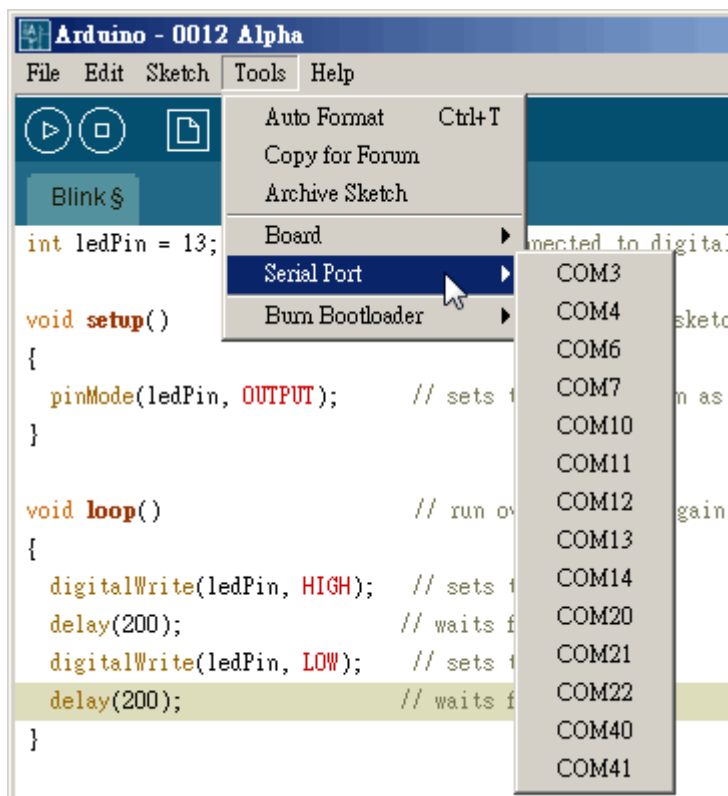 Arduino - 0012 Alpha
File Edit Sketch Tools Help
Auto Format Ctrl+T
Copy for Forum
Archive Sketch
Board
Serial Port
Burn Bootloader
COM3
COM4
COM6
COM7
COM10
COM11
COM12
COM13
COM14
COM20
COM21
COM22
COM40
COM41
Blink §
int ledPin = 13; to digital
void setup()
{
pinMode(ledPin, OUTPUT); // sets as
}
void loop() // run
{
digitalWrite(ledPin, HIGH); // sets
delay(200); // waits
digitalWrite(ledPin, LOW); // sets
delay(200); // waits
}